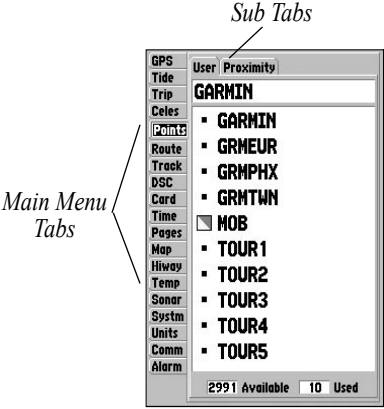 Sub Tabs
GPS
Tide
Trip
Celes
Points
Route
Track
DSC
Card
Time
Pages
Map
Hiway
Temp
Sonar
Systm
Units
Comm
Alarm
Main Menu
Tabs
User Proximity
GARMIN
GARMIN
GRMEUR
GRMPHX
GRMTWN
MOB
TOUR1
TOUR2
TOUR3
TOUR4
TOUR5
2991 Available 10 Used